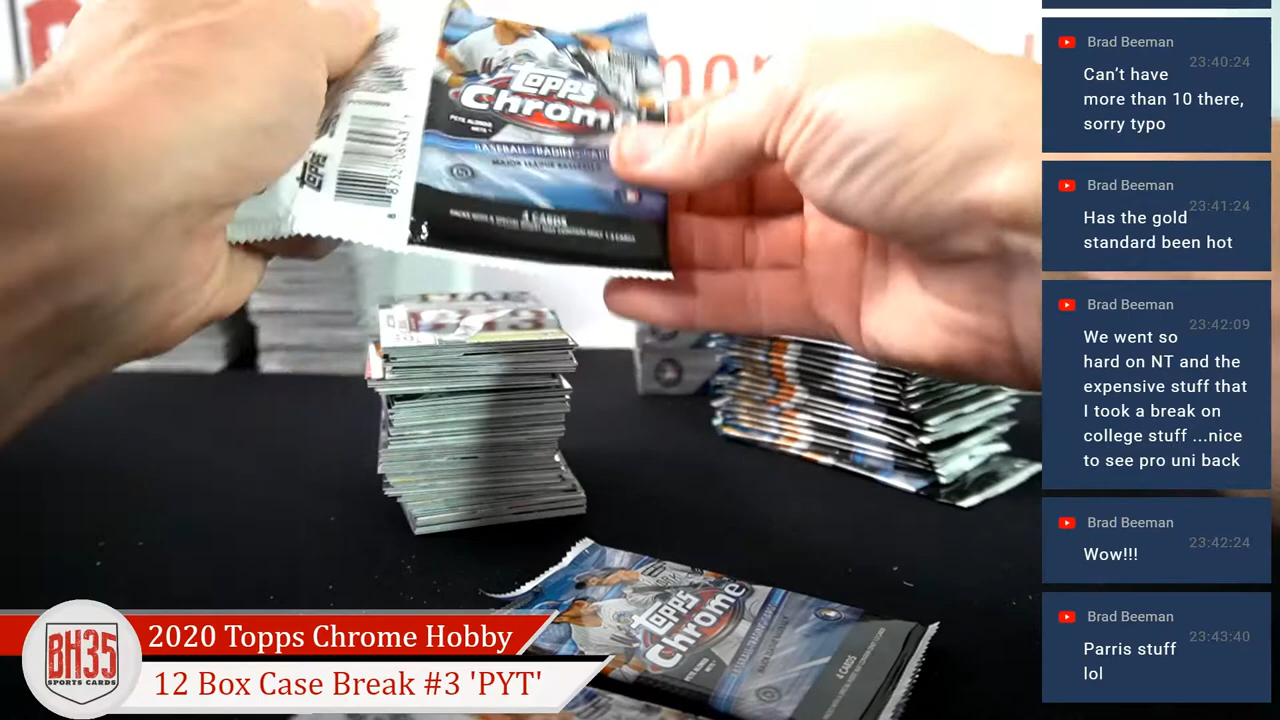 topps
Chrome
PETE ALONSO
METS
BASEBALL TRADING CARDS
MAJOR LEAGUE BASEBALL
4 CARDS
topps
topps
Chrome
4 CARDS
BH35
SPORTS CARDS
2020 Topps Chrome Hobby
12 Box Case Break #3 'PYT'
Brad Beeman
23:40:24
Can't have
more than 10 there,
sorry typo
Brad Beeman
23:41:24
Has the gold
standard been hot
Brad Beeman
23:42:09
We went so
hard on NT and the
expensive stuff that
I took a break on
college stuff ...nice
to see pro uni back
Brad Beeman
23:42:24
Wow!!!
Brad Beeman
23:43:40
Parris stuff
lol